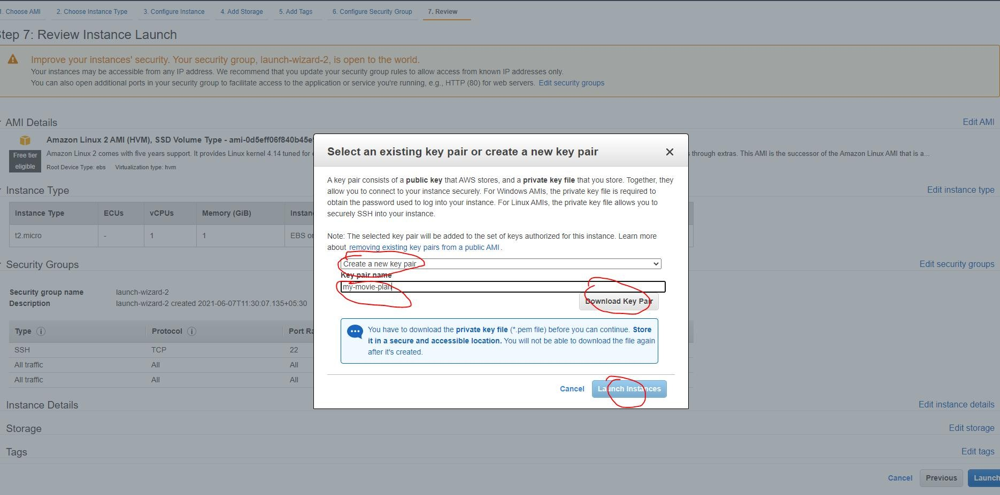 1. Choose AMI 2. Choose Instance Type 3. Configure Instance 4. Add Storage 5. Add Tags 6. Configure Security Group 7. Review
Step 7: Review Instance Launch
Improve your instances' security. Your security group, launch-wizard-2, is open to the world.
Your instances may be accessible from any IP address. We recommend that you update your security group rules to allow access from known IP addresses only.
You can also open additional ports in your security group to facilitate access to the application or service you're running, e.g., HTTP (80) for web servers. Edit security groups
AMI Details Edit AMI
Amazon Linux 2 AMI (HVM), SSD Volume Type - ami-0d5eff06f840b45e
Free tier eligible
Amazon Linux 2 comes with five years support. It provides Linux kernel 4.14 tuned for
s through extras. This AMI is the successor of the Amazon Linux AMI that is a...
Root Device Type: ebs Virtualization type: hvm
Instance Type Edit instance type
Instance Type ECUs vCPUs Memory (GiB) Instan
t2.micro - 1 1 EBS on
Security Groups Edit security groups
Security group name launch-wizard-2
Description launch-wizard-2 created 2021-06-07T11:30:07.135+05:30
Type Protocol Port Ra
SSH TCP 22
All traffic All All
All traffic All All
Instance Details Edit instance details
Storage Edit storage
Tags Edit tags
Cancel Previous Launch
Select an existing key pair or create a new key pair
A key pair consists of a public key that AWS stores, and a private key file that you store. Together, they
allow you to connect to your instance securely. For Windows AMIs, the private key file is required to
obtain the password used to log into your instance. For Linux AMIs, the private key file allows you to
securely SSH into your instance.
Note: The selected key pair will be added to the set of keys authorized for this instance. Learn more
about removing existing key pairs from a public AMI .
Create a new key pair
Key pair name
my-movie-plan
Download Key Pair
You have to download the private key file (*.pem file) before you can continue. Store
it in a secure and accessible location. You will not be able to download the file again
after it's created.
Cancel Launch Instances